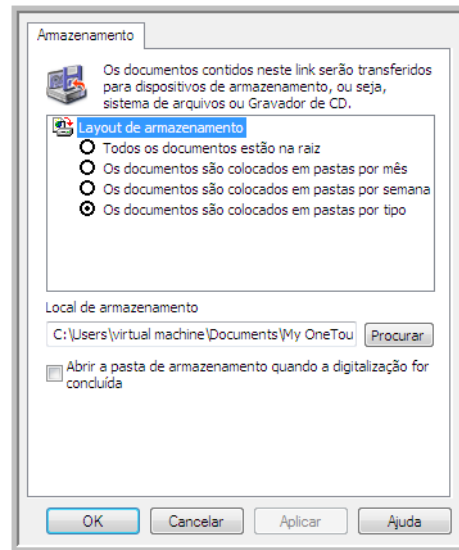 Armazenamento
Os documentos contidos neste link serão transferidos
para dispositivos de armazenamento, ou seja,
sistema de arquivos ou Gravador de CD.
Layout de armazenamento
Todos os documentos estão na raiz
Os documentos são colocados em pastas por mês
Os documentos são colocados em pastas por semana
Os documentos são colocados em pastas por tipo
Local de armazenamento
C:\Users\virtual machine\Documents\My OneTou Procurar
Abrir a pasta de armazenamento quando a digitalização for
concluída
OK Cancelar Aplicar Ajuda